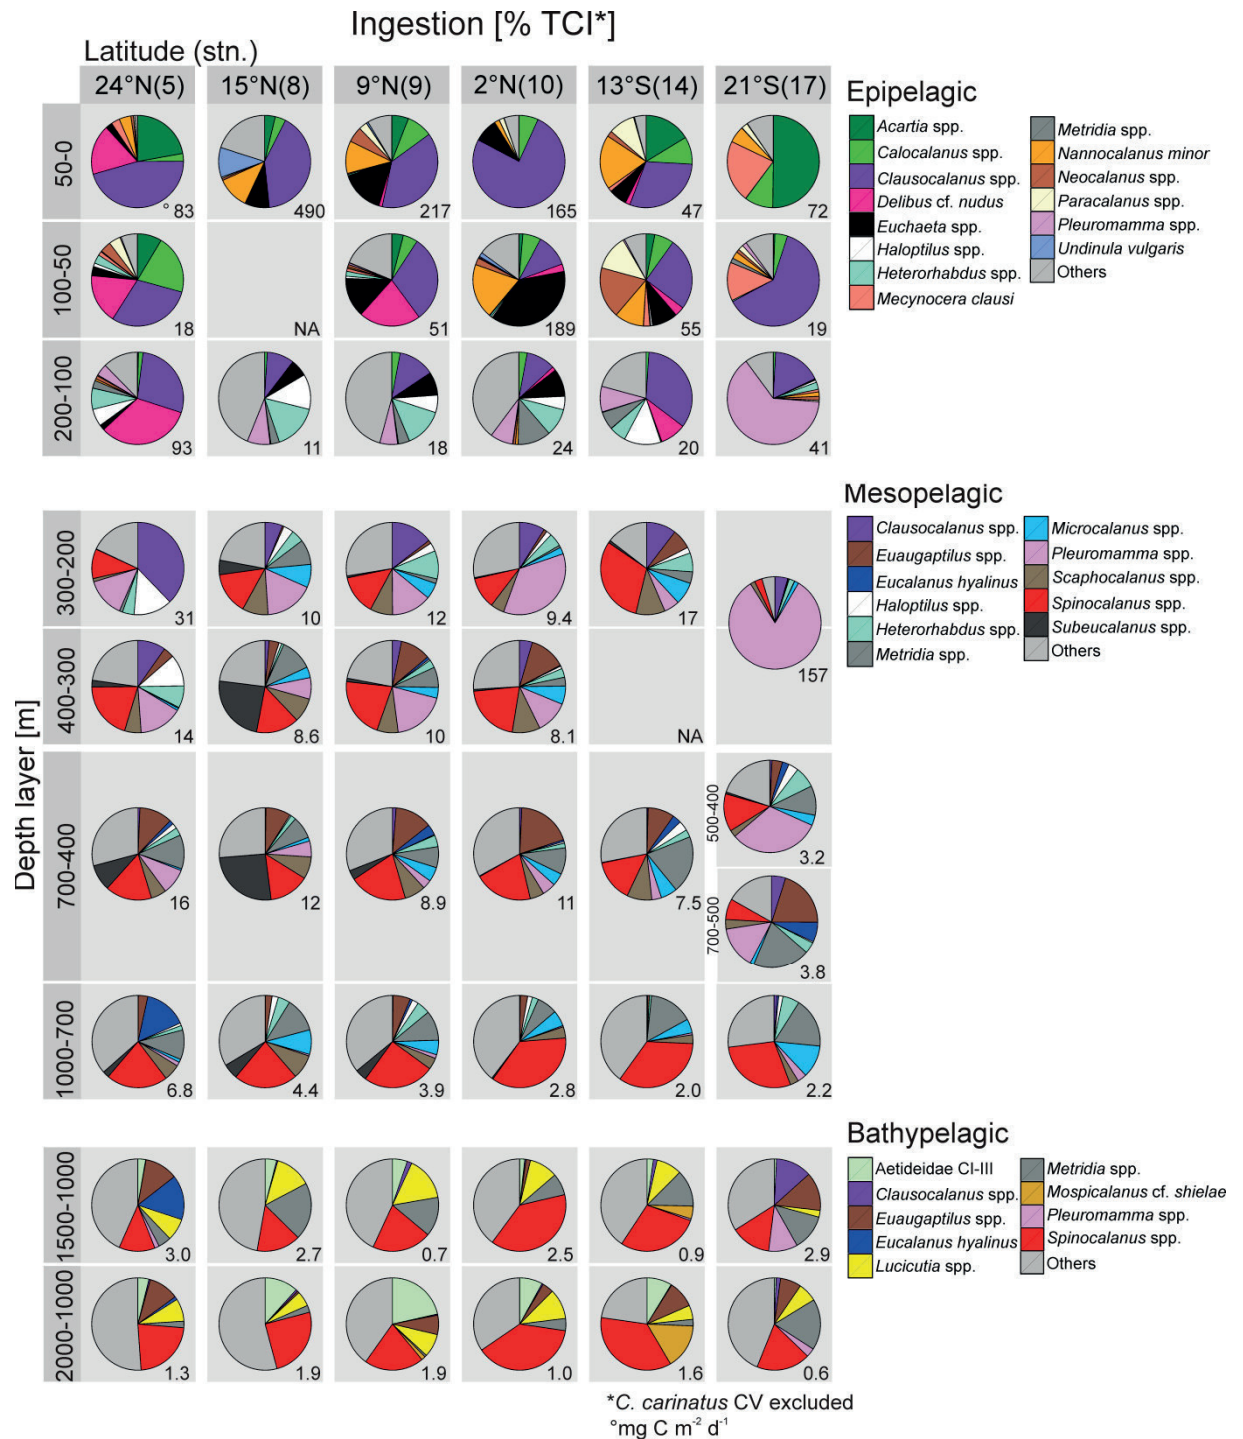 Ingestion [% TCI*]
Latitude (stn.)
24°N(5) 15°N(8) 9°N(9) 2°N(10) 13°S(14) 21°S(17)
Depth layer [m]
50-0
°83 490 217 165 47 72
100-50
18 NA 51 189 55 19
200-100
93 11 18 24 20 41
Epipelagic
Acartia spp.
Calocalanus spp.
Clausocalanus spp.
Delibus cf. nudus
Euchaeta spp.
Haloptilus spp.
Heterorhabdus spp.
Mecynocera clausi
Metridia spp.
Nannocalanus minor
Neocalanus spp.
Paracalanus spp.
Pleuromamma spp.
Undinula vulgaris
Others
300-200
31 10 12 9.4 17
157
400-300
14 8.6 10 8.1 NA
700-400
16 12 8.9 11 7.5
500-400
3.2
700-500
3.8
1000-700
6.8 4.4 3.9 2.8 2.0 2.2
Mesopelagic
Clausocalanus spp.
Euaugaptilus spp.
Eucalanus hyalinus
Haloptilus spp.
Heterorhabdus spp.
Metridia spp.
Microcalanus spp.
Pleuromamma spp.
Scaphocalanus spp.
Spinocalanus spp.
Subeucalanus spp.
Others
1500-1000
3.0 2.7 0.7 2.5 0.9 2.9
2000-1000
1.3 1.9 1.9 1.0 1.6 0.6
Bathypelagic
Aetideidae CI-III
Clausocalanus spp.
Euaugaptilus spp.
Eucalanus hyalinus
Lucicutia spp.
Metridia spp.
Mospicalanus cf. shielae
Pleuromamma spp.
Spinocalanus spp.
Others
*C. carinatus CV excluded
°mg C m⁻² d⁻¹